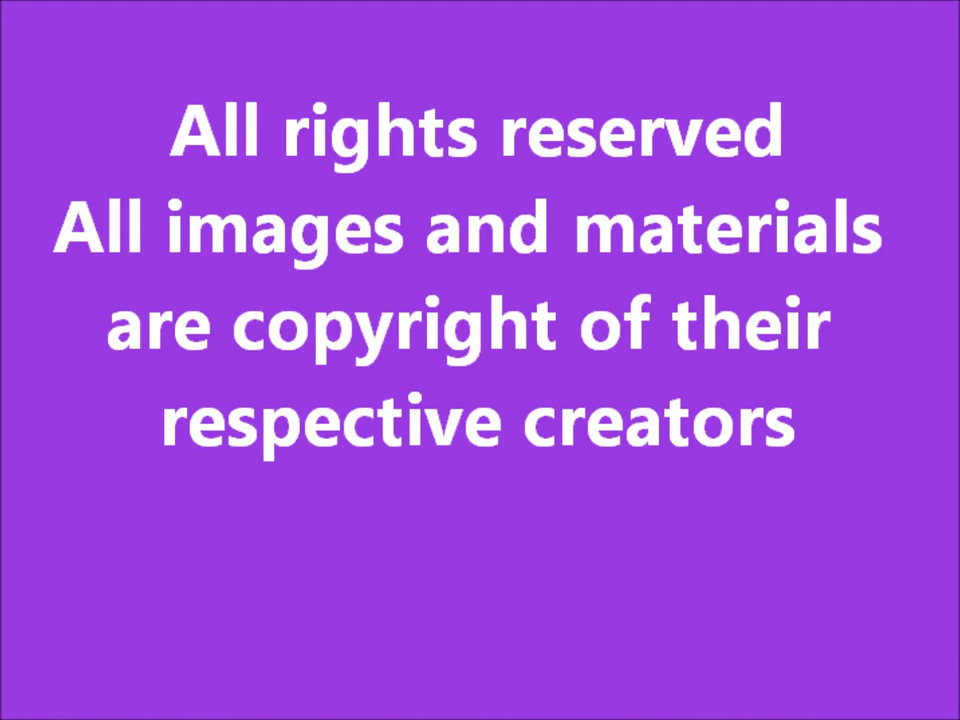 All rights reserved
All images and materials
are copyright of their
respective creators